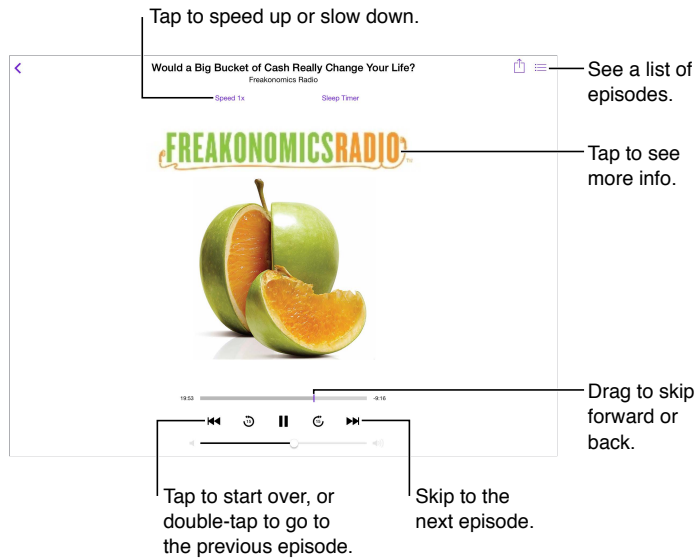 Tap to speed up or slow down.
Would a Big Bucket of Cash Really Change Your Life?
Freakonomics Radio
Speed 1x
Sleep Timer
See a list of
episodes.
FREAKONOMICSRADIO
TM
Tap to see
more info.
19:53
-9:16
Drag to skip
forward or
back.
15
15
Tap to start over, or
double-tap to go to
the previous episode.
Skip to the
next episode.